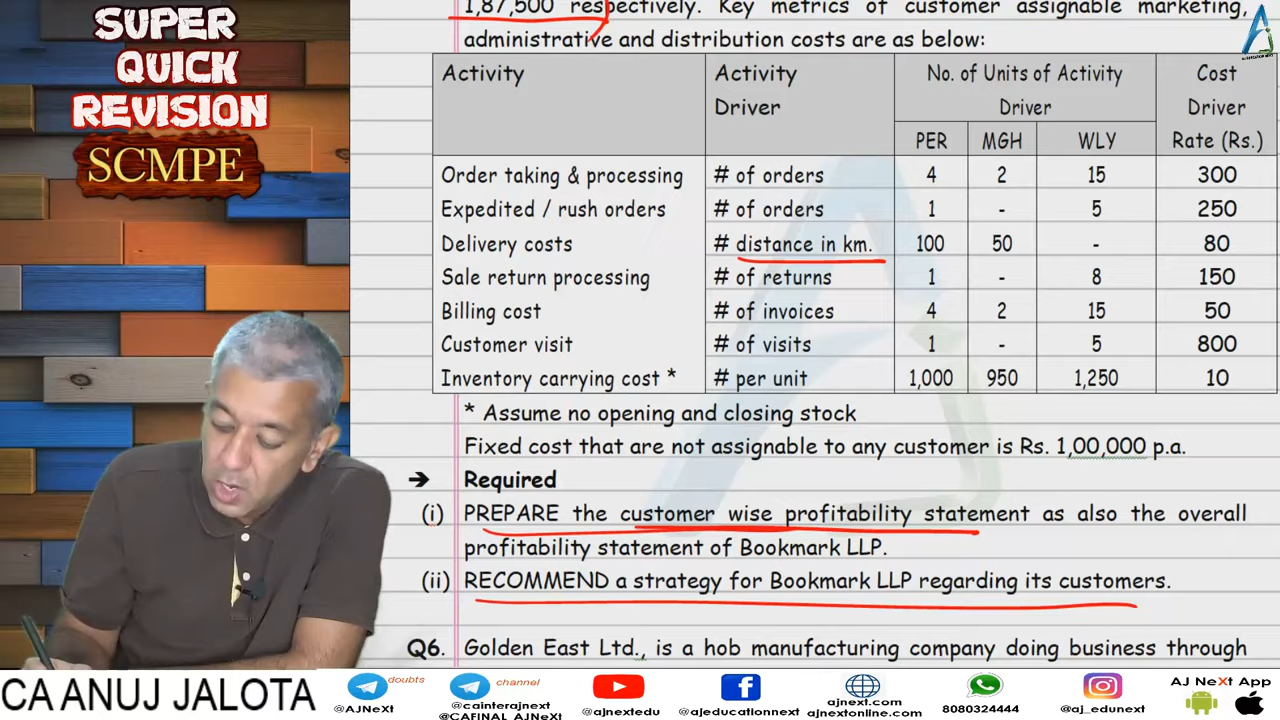 SUPER
QUICK
REVISION
SCMPE
1,87,500 respectively. Key metrics of customer assignable marketing,
administrative and distribution costs are as below:
Activity Activity Driver No. of Units of Activity Driver Cost Driver Rate (Rs.)
PER MGH WLY
Order taking & processing # of orders 4 2 15 300
Expedited / rush orders # of orders 1 - 5 250
Delivery costs # distance in km. 100 50 - 80
Sale return processing # of returns 1 - 8 150
Billing cost # of invoices 4 2 15 50
Customer visit # of visits 1 - 5 800
Inventory carrying cost * # per unit 1,000 950 1,250 10
* Assume no opening and closing stock
Fixed cost that are not assignable to any customer is Rs. 1,00,000 p.a.
→ Required
(i) PREPARE the customer wise profitability statement as also the overall
profitability statement of Bookmark LLP.
(ii) RECOMMEND a strategy for Bookmark LLP regarding its customers.
Q6. Golden East Ltd., is a hob manufacturing company doing business through
CA ANUJ JALOTA
doubts
@AJNeXt
channel
@cainterajnext
@CAFINAL_AJNeXt
@ajnextedu
@ajeducationnext
ajnext.com
ajnextonline.com
8080324444
@aj_edunext
AJ NeXt App